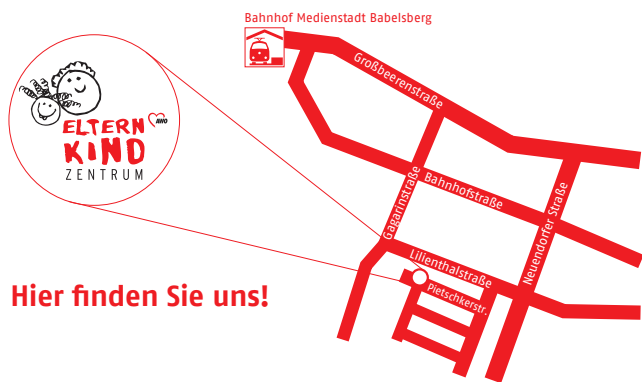 Bahnhof Medienstadt Babelsberg
Großbeerenstraße
ELTERN
AWO
KIND
ZENTRUM
Bahnhofstraße
Gagarinstraße
Neuendorfer Straße
Lilienthalstraße
Pietschkerstr.
Hier finden Sie uns!